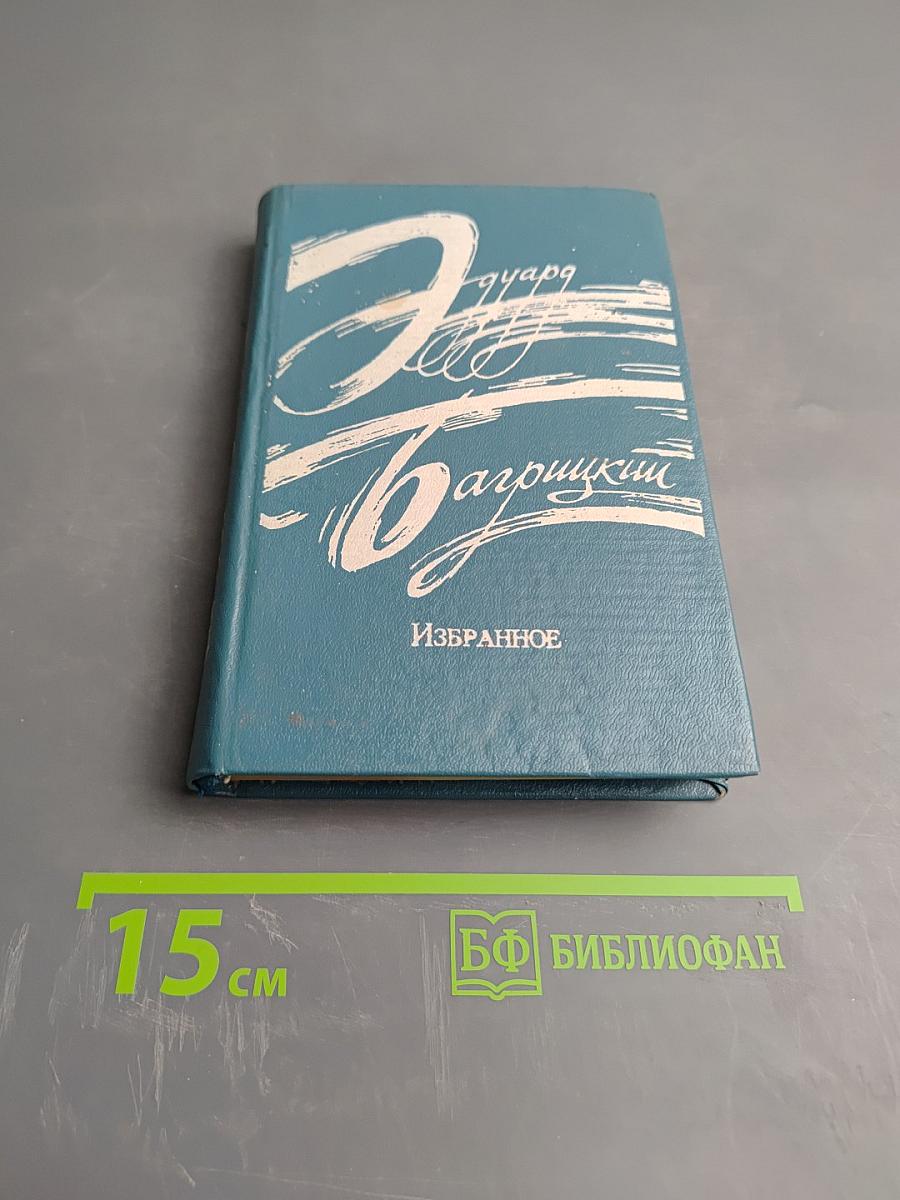 Эдуард
Багрицкий
ИЗБРАННОЕ
15 см
БФ БИБЛИОФАН